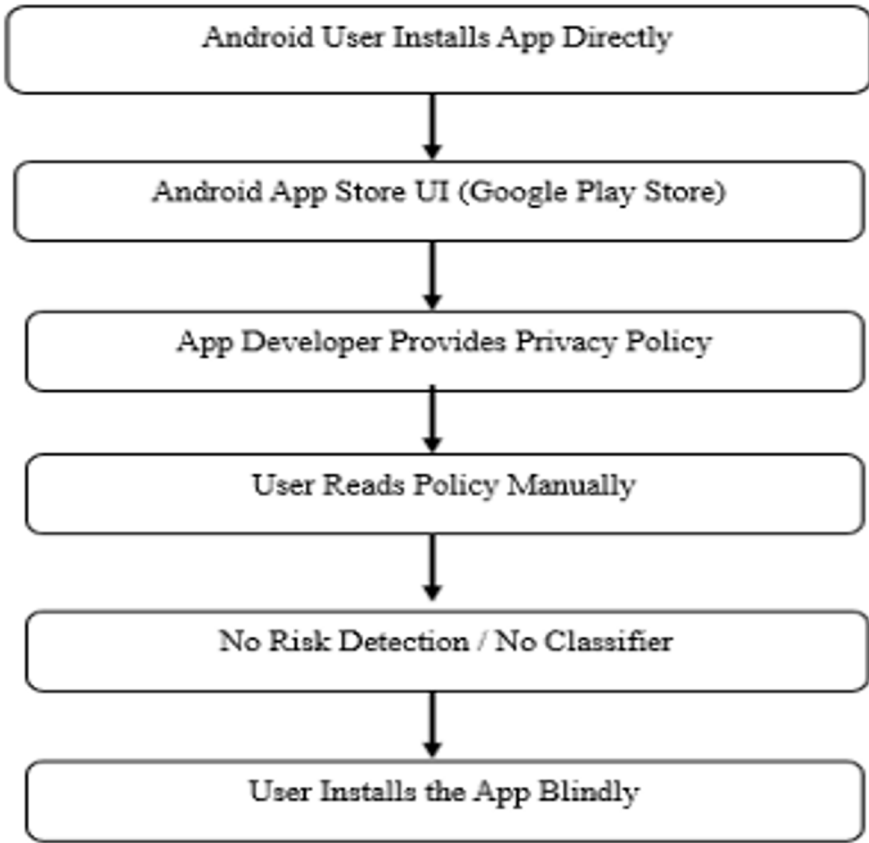 Android User Installs App Directly
Android App Store UI (Google Play Store)
App Developer Provides Privacy Policy
User Reads Policy Manually
No Risk Detection / No Classifier
User Installs the App Blindly